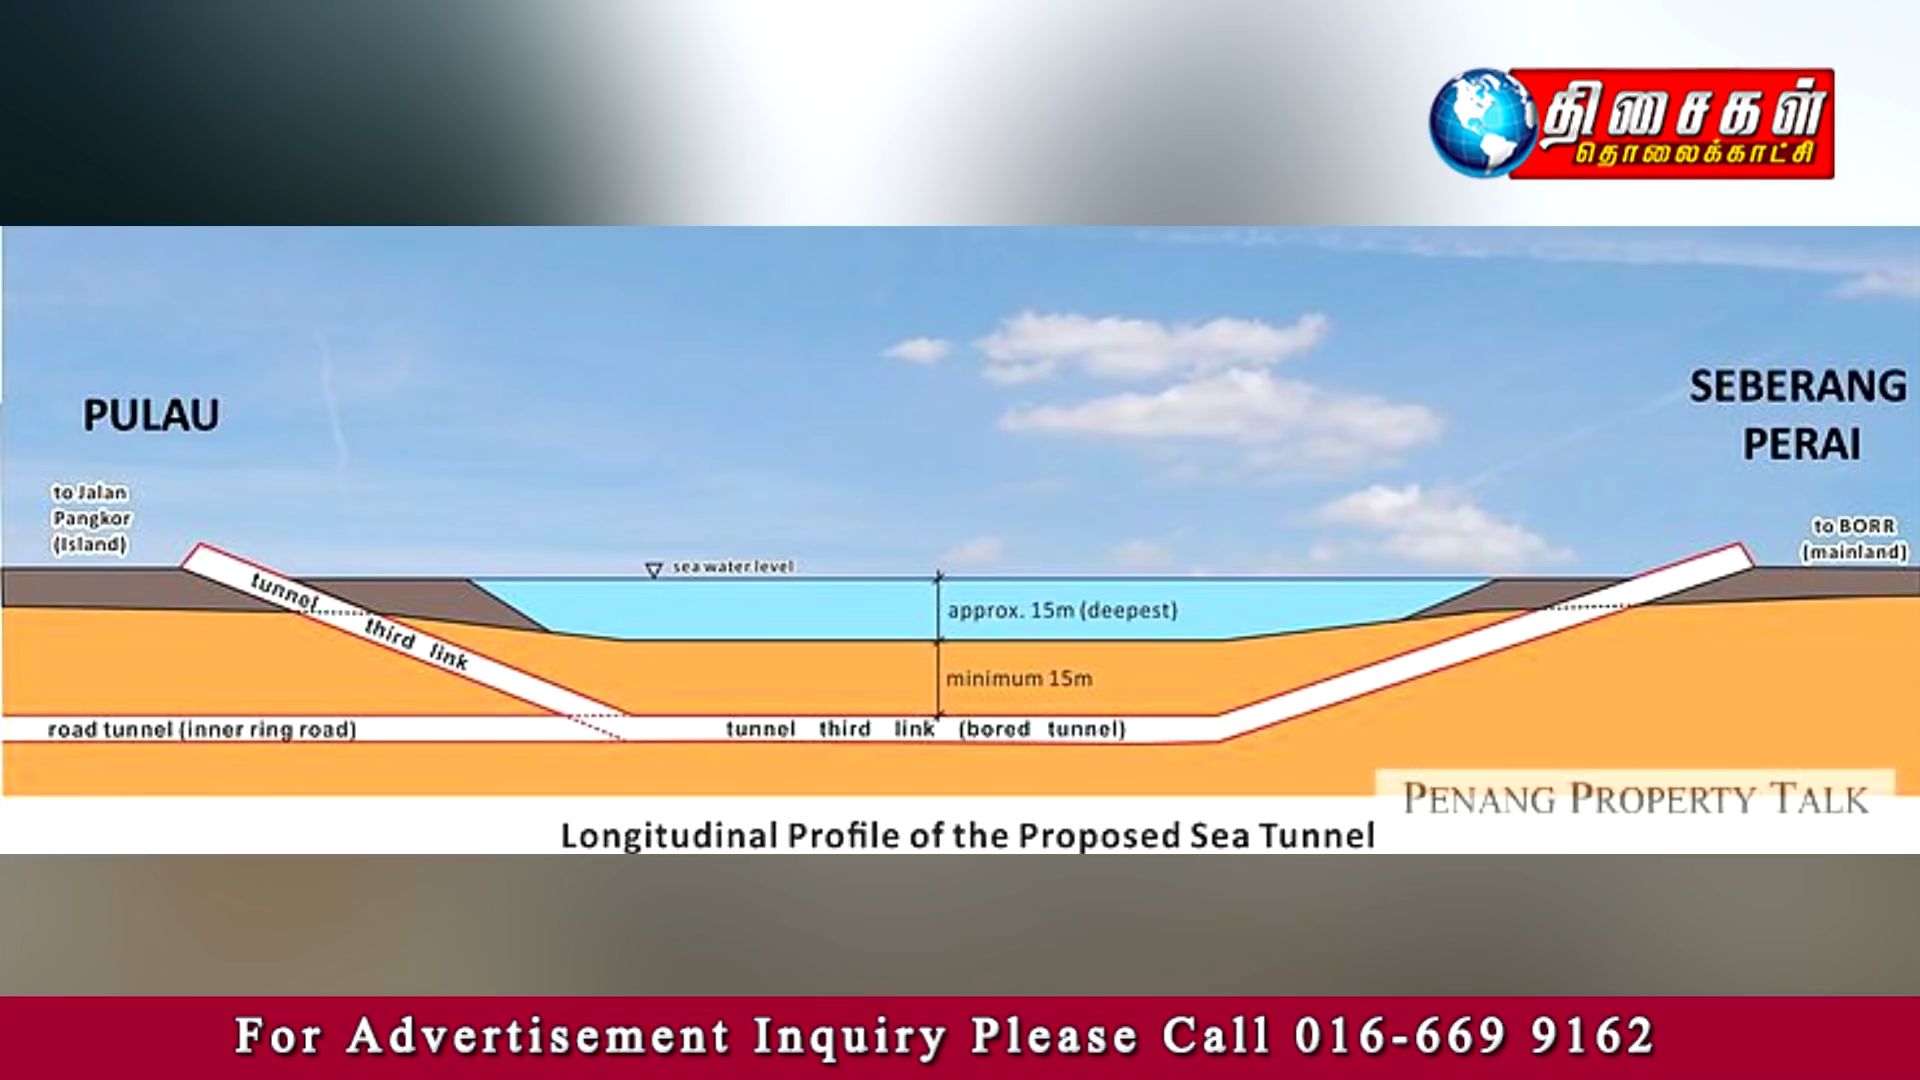 திசைகள்
தொலைக்காட்சி
PULAU
SEBERANG
PERAI
to Jalan
Pangkor
(Island)
to BORR
(mainland)
sea water level
tunnel
third link
approx. 15m (deepest)
minimum 15m
road tunnel (inner ring road)
tunnel third link (bored tunnel)
PENANG PROPERTY TALK
Longitudinal Profile of the Proposed Sea Tunnel
For Advertisement Inquiry Please Call 016-669 9162